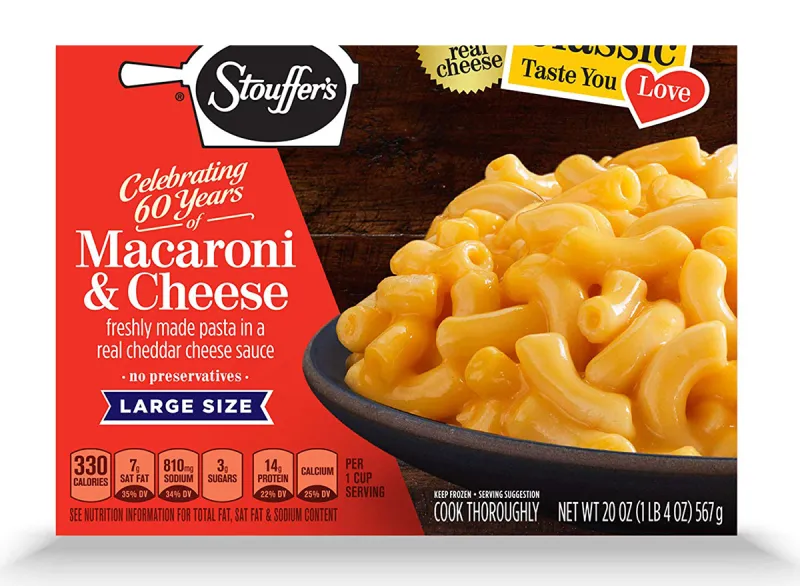 Stouffer's
®
real
cheese
Classic
Taste You
Love
Celebrating
60 Years
of
Macaroni
& Cheese
freshly made pasta in a
real cheddar cheese sauce
· no preservatives ·
LARGE SIZE
330 CALORIES
7g SAT FAT 35% DV
810mg SODIUM 34% DV
3g SUGARS
14g PROTEIN 22% DV
CALCIUM 25% DV
PER 1 CUP SERVING
SEE NUTRITION INFORMATION FOR TOTAL FAT, SAT FAT & SODIUM CONTENT
KEEP FROZEN • SERVING SUGGESTION
COOK THOROUGHLY
NET WT 20 OZ (1 LB 4 OZ) 567g